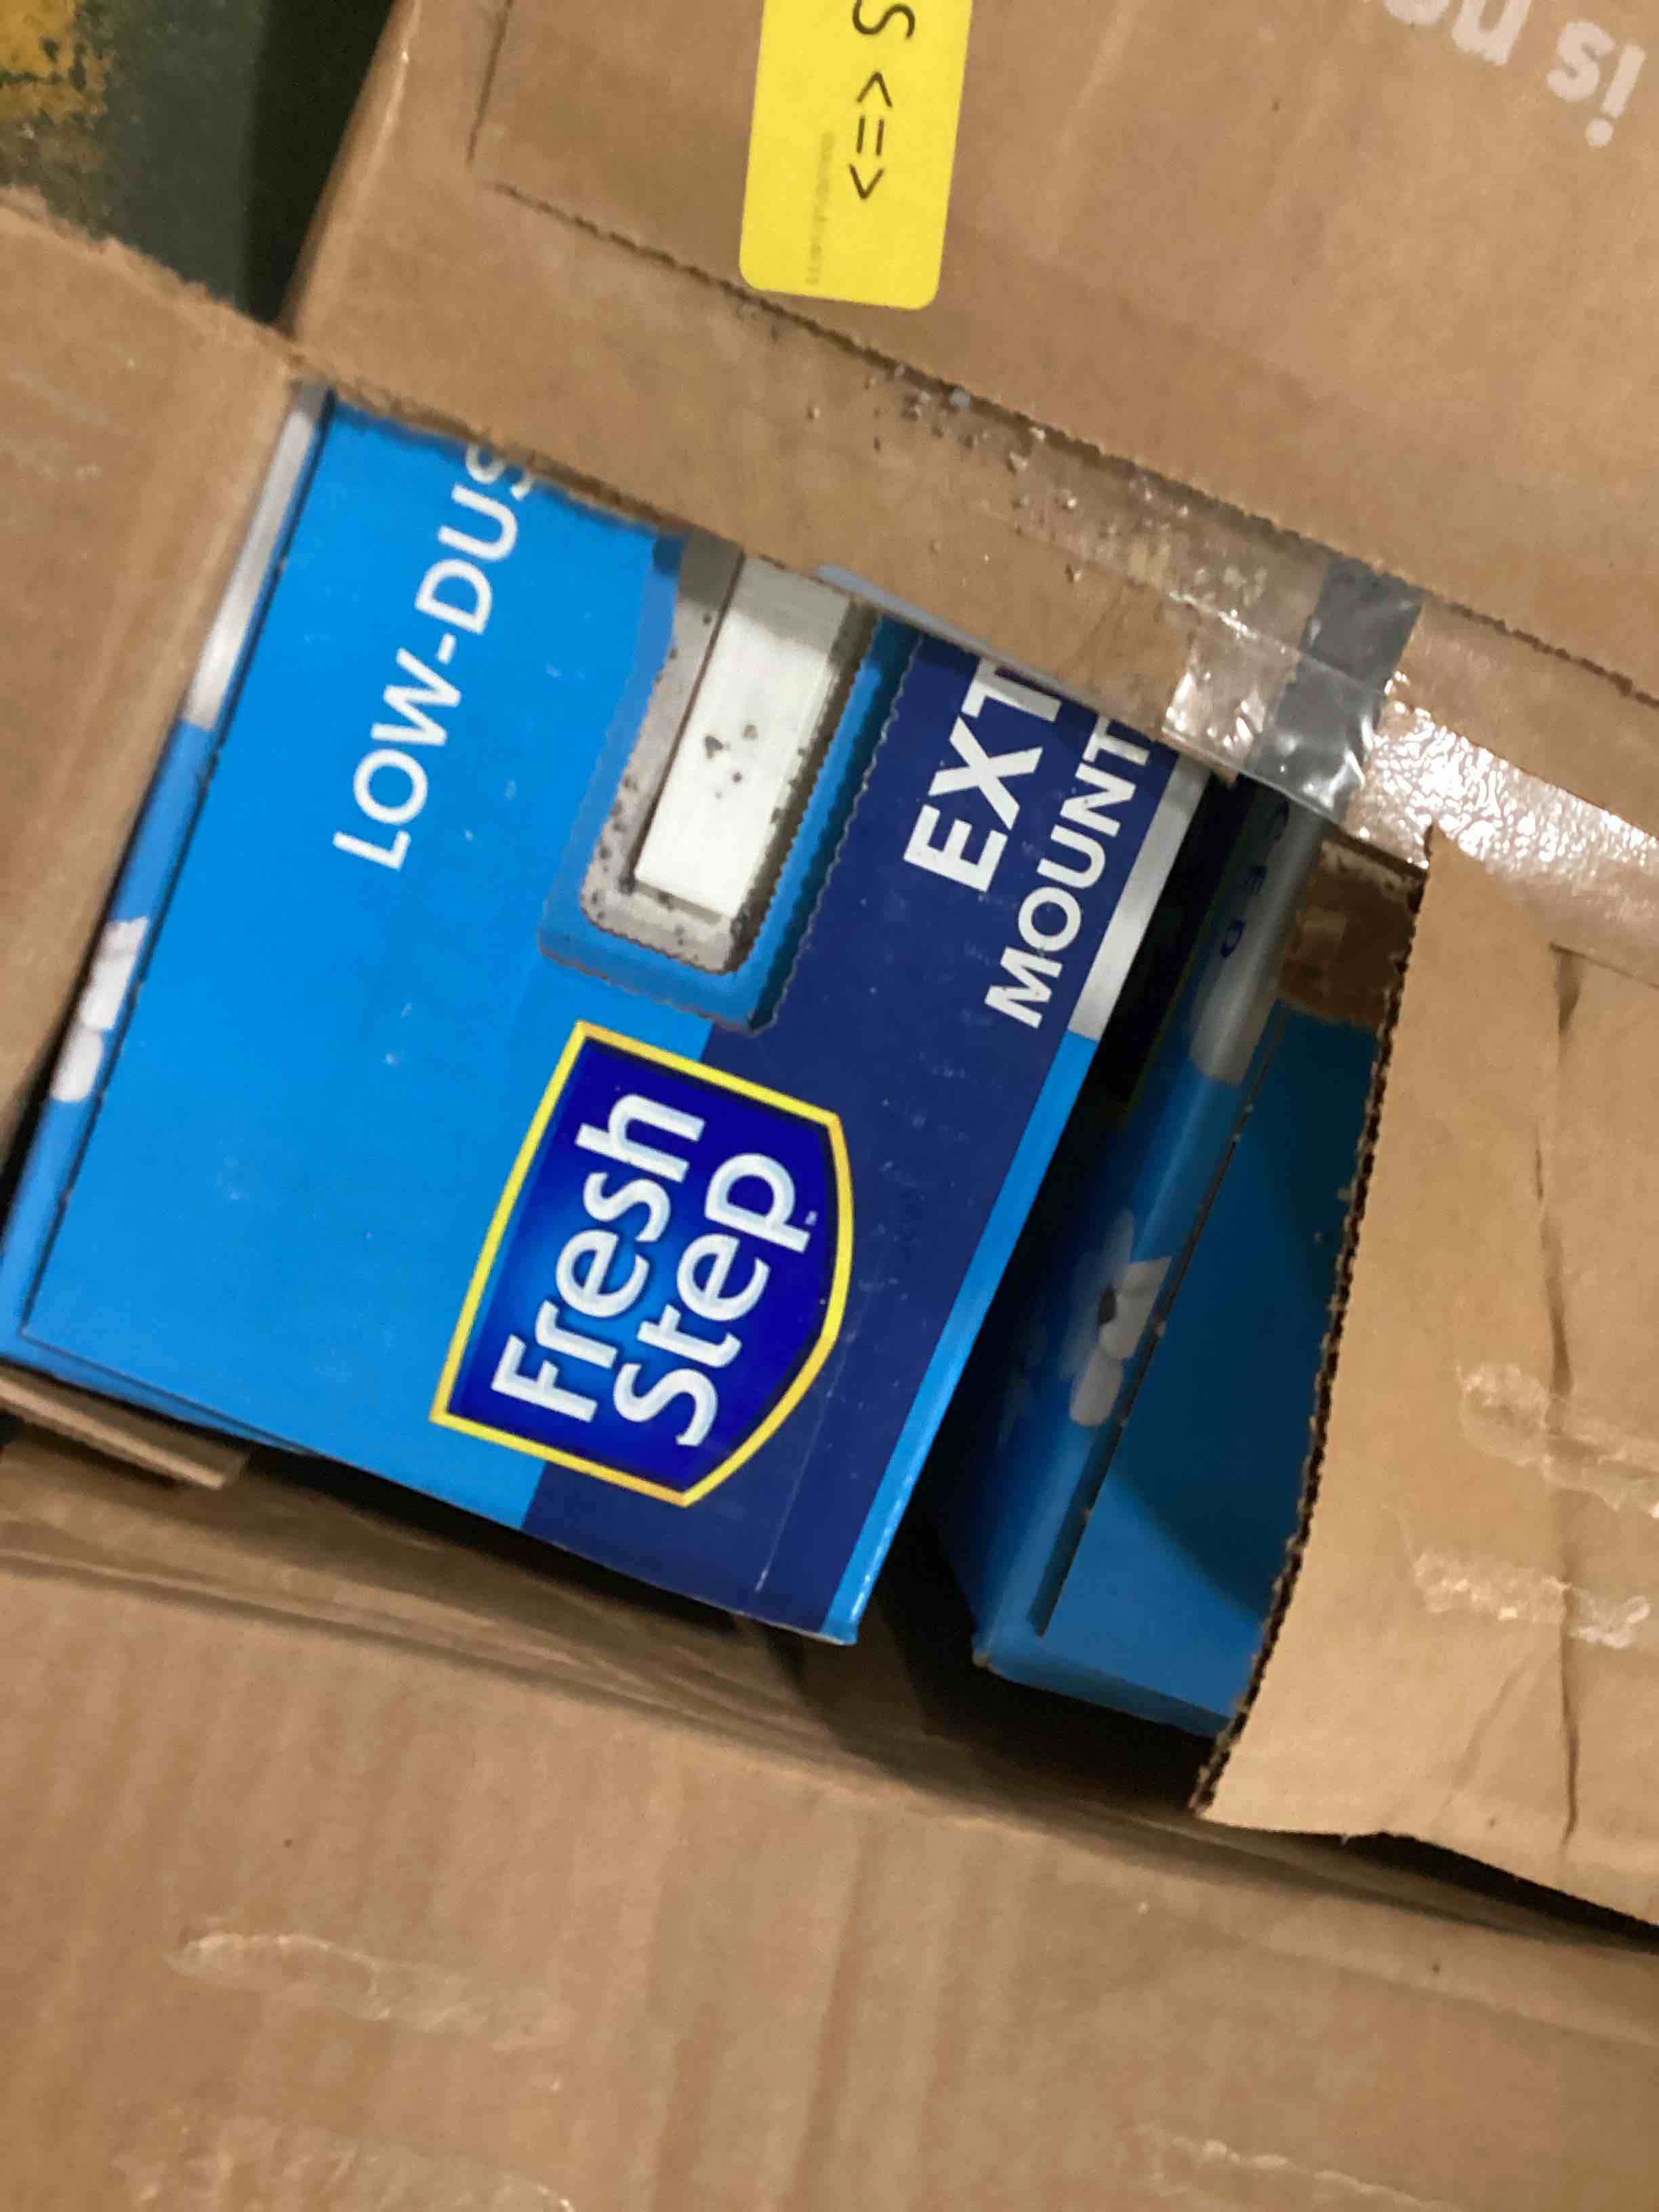 S <=>
is
LOW-DUS
EXT
MOUNT
Fresh
Step